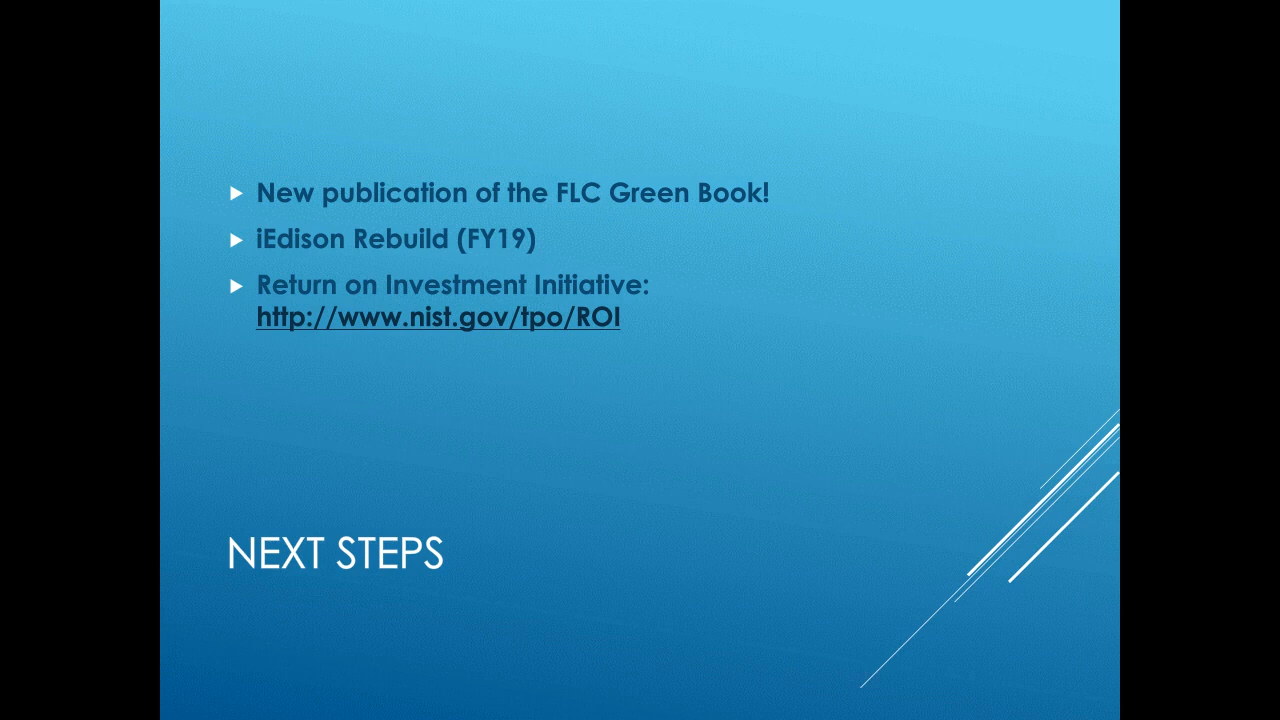 New publication of the FLC Green Book!
iEdison Rebuild (FY19)
Return on Investment Initiative:
http://www.nist.gov/tpo/ROI
NEXT STEPS